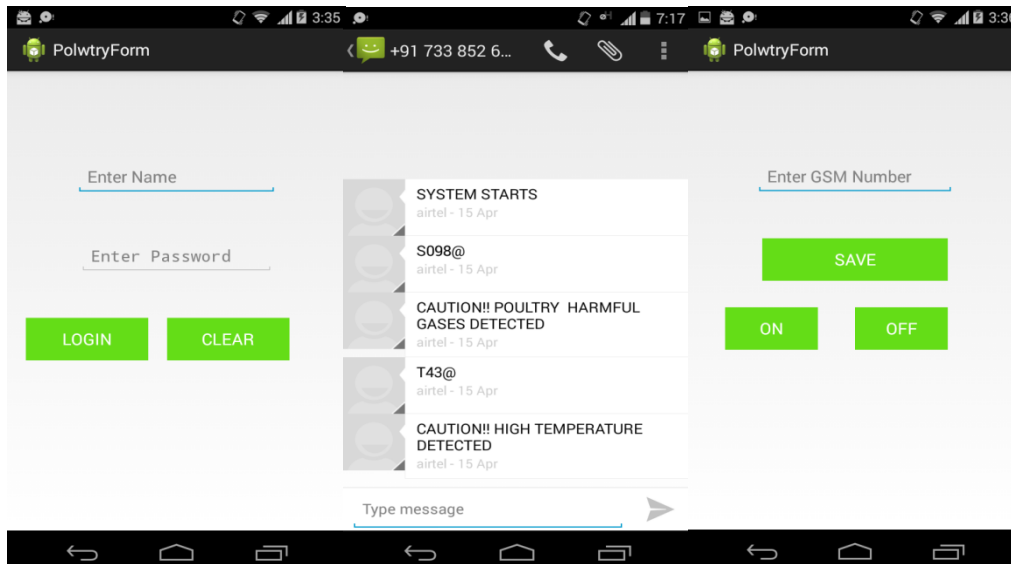 3:35
PolwtryForm
Enter Name
Enter Password
LOGIN
CLEAR
7:17
+91 733 852 6...
SYSTEM STARTS
airtel - 15 Apr
S098@
airtel - 15 Apr
CAUTION!! POULTRY HARMFUL
GASES DETECTED
airtel - 15 Apr
T43@
airtel - 15 Apr
CAUTION!! HIGH TEMPERATURE
DETECTED
airtel - 15 Apr
Type message
3:36
PolwtryForm
Enter GSM Number
SAVE
ON
OFF